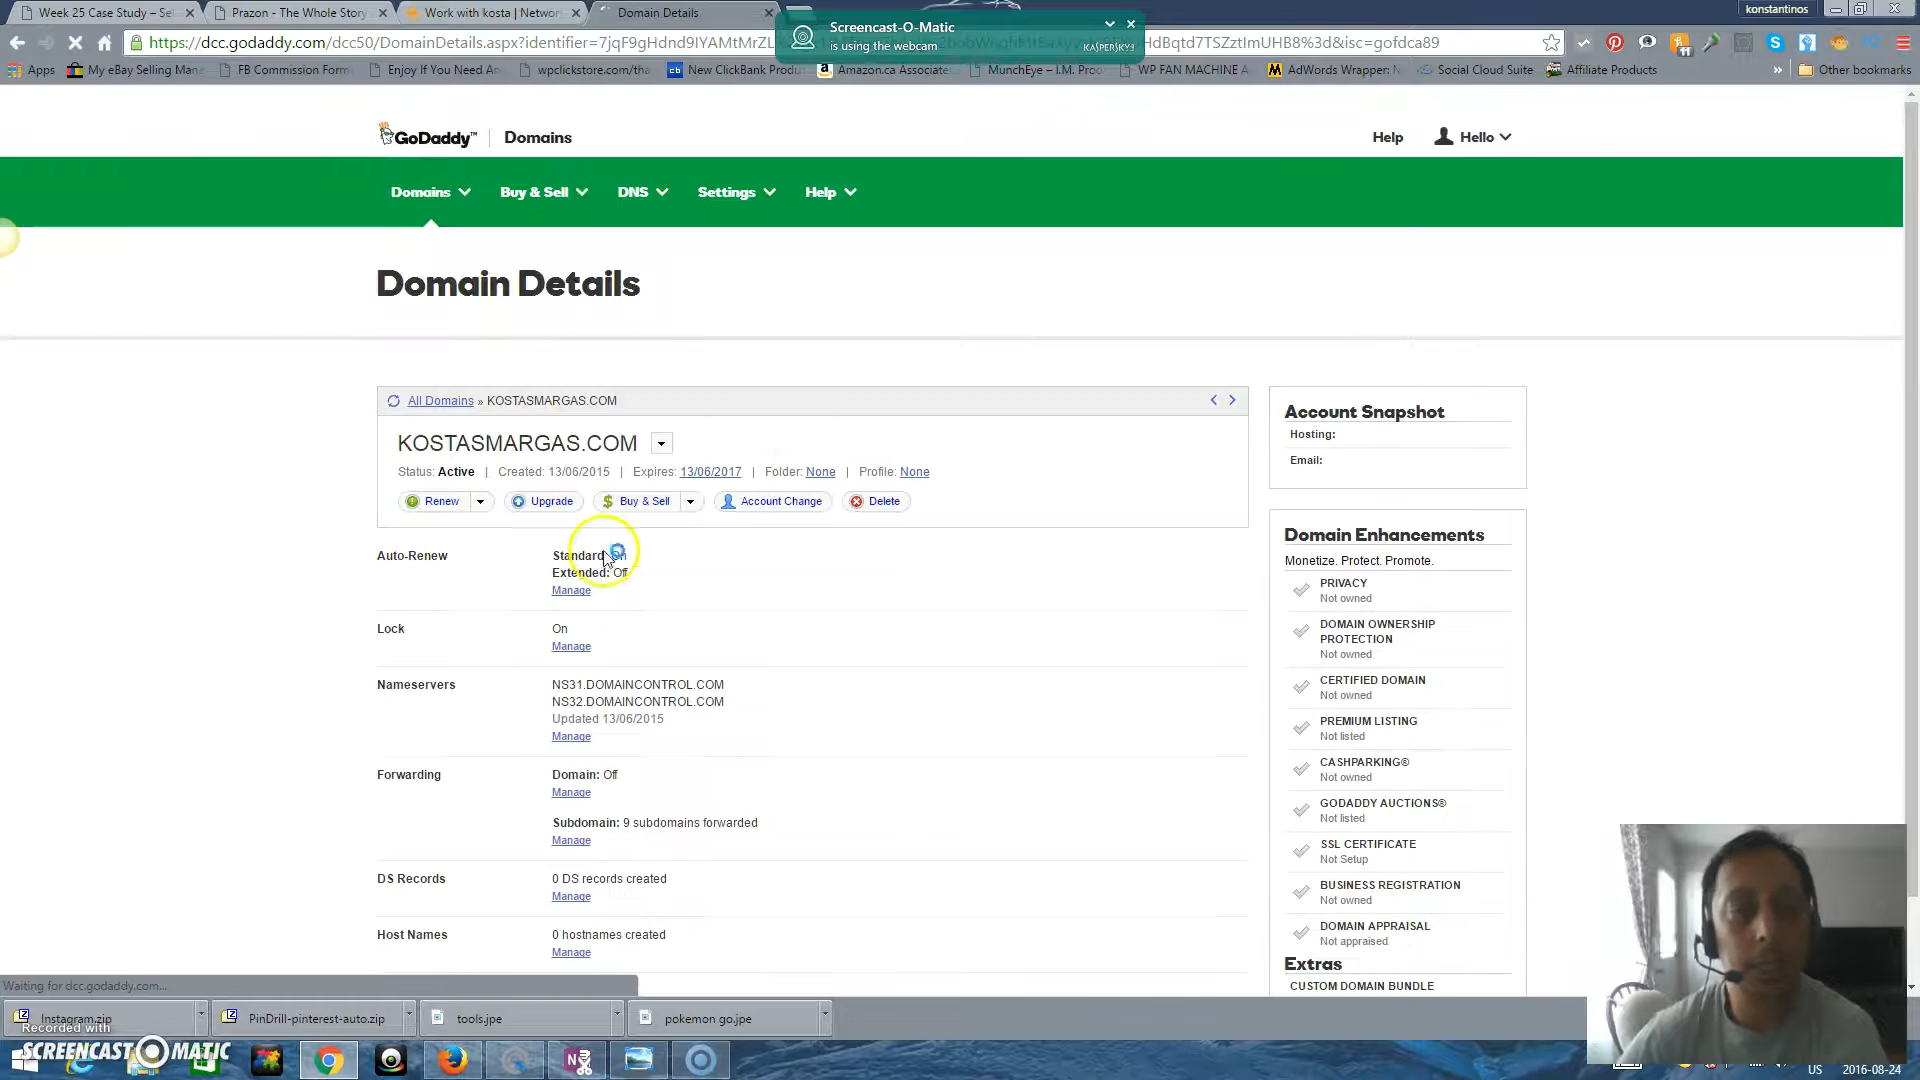 Week 25 Case Study – Sel
Prazon - The Whole Story
Work with kosta | Networ
Domain Details
konstantinos
Screencast-O-Matic
is using the webcam
KASPERSKY
https://dcc.godaddy.com/dcc50/DomainDetails.aspx?identifier=7jqF9gHdnd9IYAMtMrZL
HdBqtd7TSZztImUHB8%3d&isc=gofdca89
11
Apps
My eBay Selling Mana
FB Commission Form
Enjoy If You Need An
wpclickstore.com/tha
New ClickBank Produ
Amazon.ca Associate
MunchEye – I.M. Pro
WP FAN MACHINE A
AdWords Wrapper:
Social Cloud Suite
Affiliate Products
»
Other bookmarks
GoDaddy™
Domains
Help
Hello
Domains
Buy & Sell
DNS
Settings
Help
Domain Details
All Domains » KOSTASMARGAS.COM
KOSTASMARGAS.COM
Status: Active | Created: 13/06/2015 | Expires: 13/06/2017 | Folder: None | Profile: None
Renew
Upgrade
Buy & Sell
Account Change
Delete
Auto-Renew
Standard: On
Extended: Off
Manage
Lock
On
Manage
Nameservers
NS31.DOMAINCONTROL.COM
NS32.DOMAINCONTROL.COM
Updated 13/06/2015
Manage
Forwarding
Domain: Off
Manage
Subdomain: 9 subdomains forwarded
Manage
DS Records
0 DS records created
Manage
Host Names
0 hostnames created
Manage
Account Snapshot
Hosting:
Email:
Domain Enhancements
Monetize. Protect. Promote.
PRIVACY
Not owned
DOMAIN OWNERSHIP
PROTECTION
Not owned
CERTIFIED DOMAIN
Not owned
PREMIUM LISTING
Not listed
CASHPARKING®
Not owned
GODADDY AUCTIONS®
Not listed
SSL CERTIFICATE
Not Setup
BUSINESS REGISTRATION
Not owned
DOMAIN APPRAISAL
Not appraised
Extras
CUSTOM DOMAIN BUNDLE
Waiting for dcc.godaddy.com...
Instagram.zip
PinDrill-pinterest-auto.zip
tools.jpe
pokemon go.jpe
Recorded with
SCREENCAST-O-MATIC
US
2016-08-24